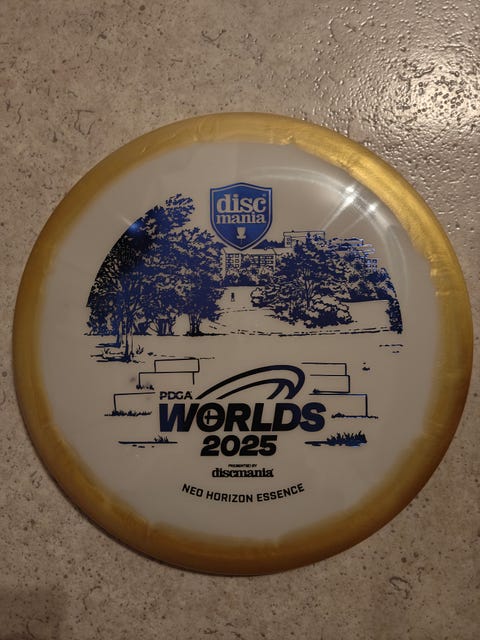 disc
mania
PDGA
WORLDS
2025
PRESENTED BY
discmania
NEO HORIZON ESSENCE